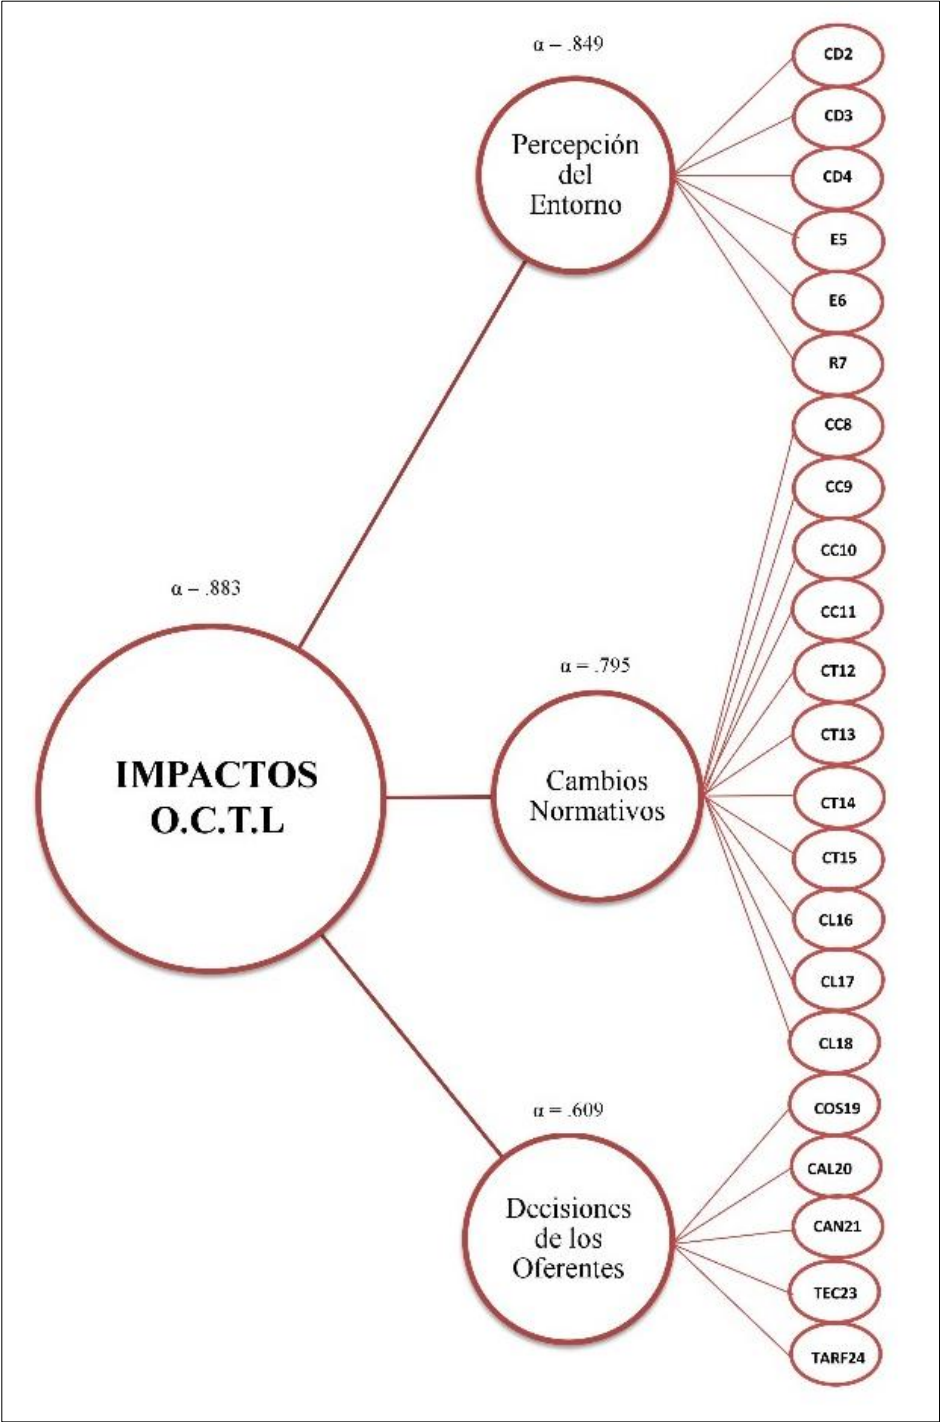 α – .849
Percepción
del
Entorno
CD2
CD3
CD4
E5
E6
R7
α – .883
IMPACTOS
O.C.T.L
α = .795
Cambios
Normativos
CC8
CC9
CC10
CC11
CT12
CT13
CT14
CT15
CL16
CL17
CL18
α = .609
Decisiones
de los
Oferentes
COS19
CAL20
CAN21
TEC23
TARF24